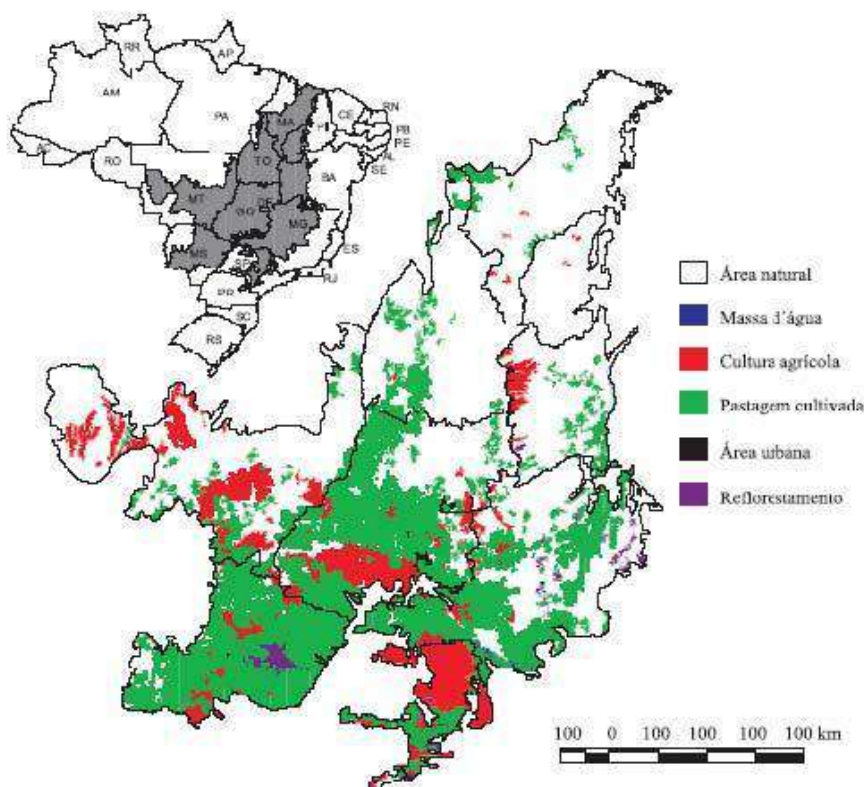 RR
AP
AM
PA
MA
CE
RN
PB
PE
AL
SE
AC
RO
TO
BA
MT
DF
GO
MG
MS
ES
SP
RJ
PR
SC
RS
Área natural
Massa d'água
Cultura agrícola
Pastagem cultivada
Área urbana
Reflorestamento
100 0 100 100 100 100 km